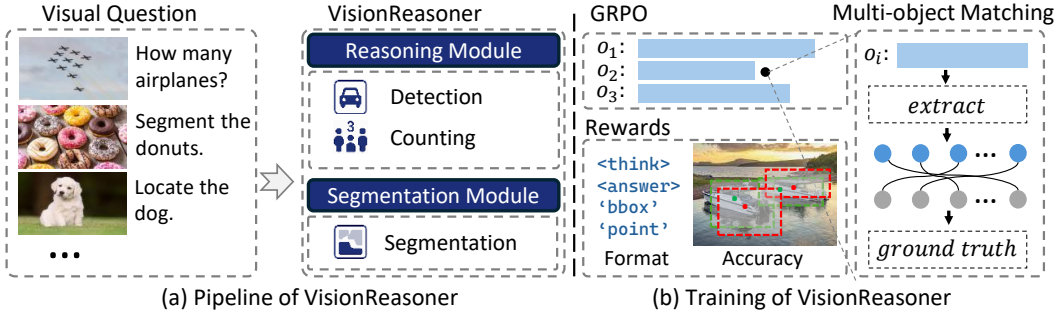 Visual Question
How many
airplanes?
Segment the
donuts.
Locate the
dog.
...
VisionReasoner
Reasoning Module
Detection
3
Counting
Segmentation Module
Segmentation
(a) Pipeline of VisionReasoner
GRPO
o₁:
o₂:
o₃:
Rewards
<think>
<answer>
‘bbox’
‘point’
Format
Accuracy
Multi-object Matching
oᵢ:
extract
...
...
ground truth
(b) Training of VisionReasoner